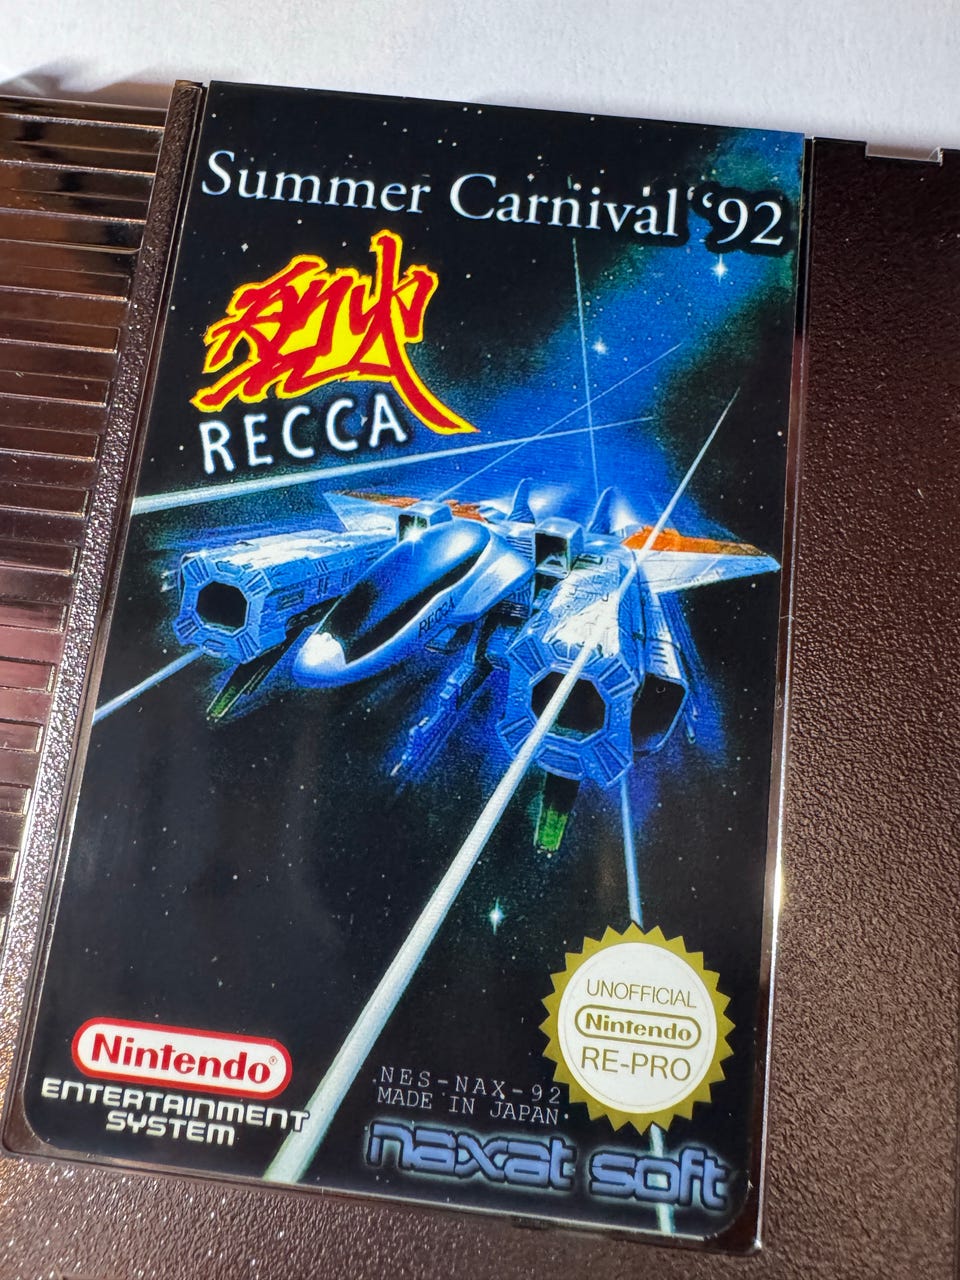 Summer Carnival '92
烈火
RECCA
RECCA
UNOFFICIAL
Nintendo
RE-PRO
Nintendo®
ENTERTAINMENT
SYSTEM
NES-NAX-92
MADE IN JAPAN
naxat soft